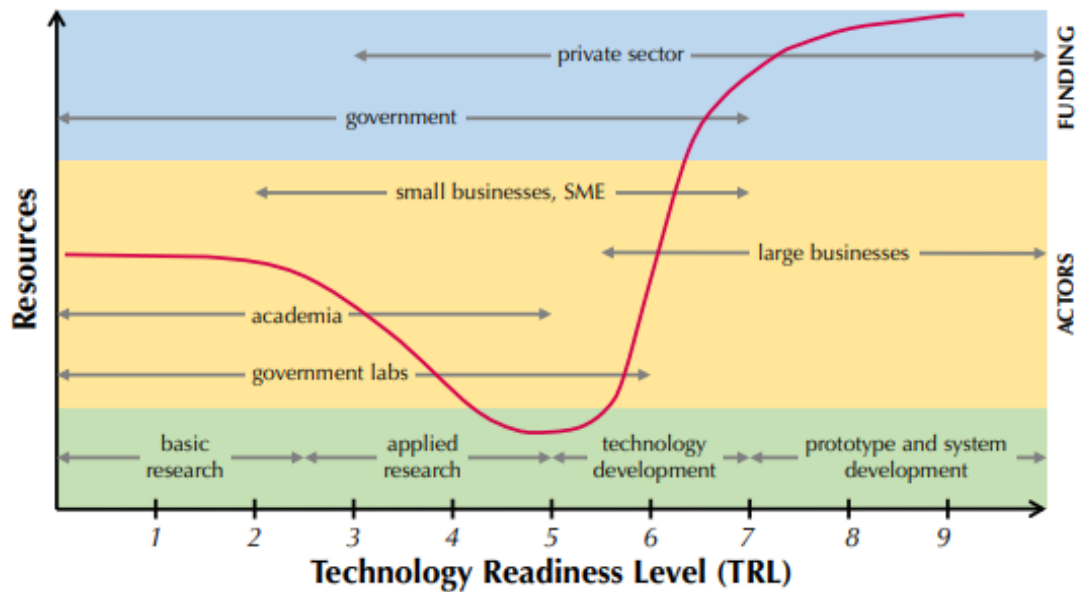 private sector
government
FUNDING
small businesses, SME
large businesses
academia
government labs
ACTORS
Resources
basic
research
applied
research
technology
development
prototype and system
development
1 2 3 4 5 6 7 8 9
Technology Readiness Level (TRL)